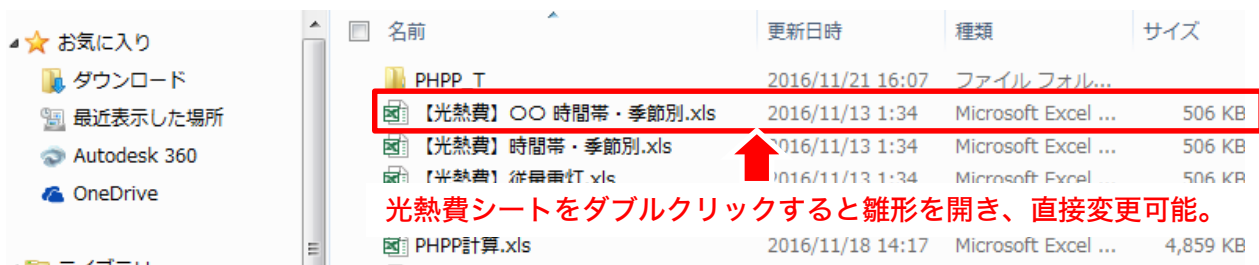 お気に入り
ダウンロード
最近表示した場所
Autodesk 360
OneDrive
名前 更新日時 種類 サイズ
PHPP_T 2016/11/21 16:07 ファイル フォル...
【光熱費】〇〇 時間帯・季節別.xls 2016/11/13 1:34 Microsoft Excel ... 506 KB
【光熱費】時間帯・季節別.xls 2016/11/13 1:34 Microsoft Excel ... 506 KB
【光熱費】従量電灯.xls 2016/11/13 1:34 Microsoft Excel ... 506 KB
光熱費シートをダブルクリックすると雛形を開き、直接変更可能。
PHPP計算.xls 2016/11/18 14:17 Microsoft Excel ... 4,859 KB